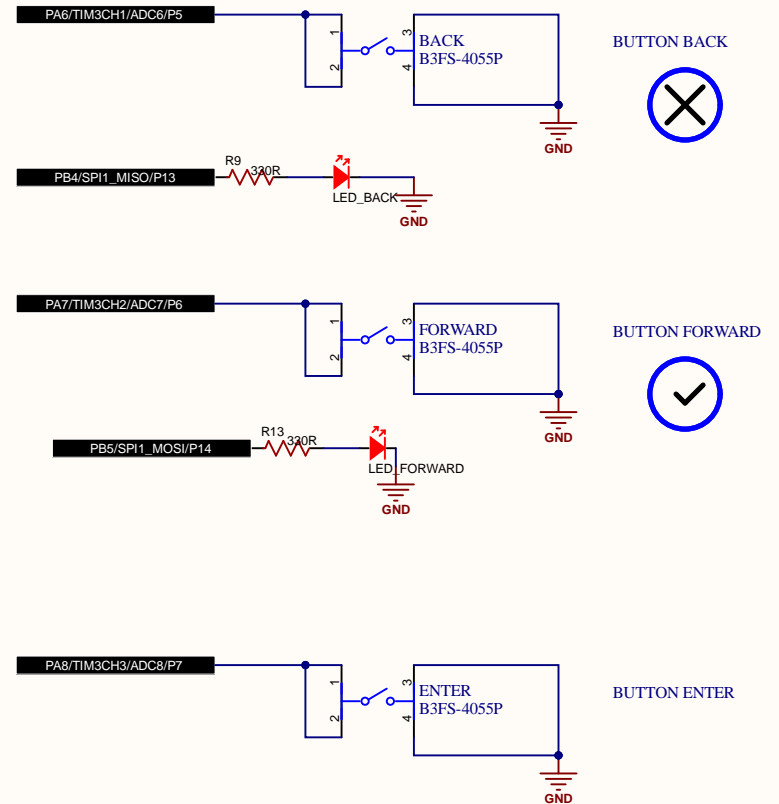 PA6/TIM3CH1/ADC6/P5
1
2
3
4
BACK
B3FS-4055P
GND
BUTTON BACK
PB4/SPI1_MISO/P13
R9
330R
LED_BACK
GND
PA7/TIM3CH2/ADC7/P6
1
2
3
4
FORWARD
B3FS-4055P
GND
BUTTON FORWARD
PB5/SPI1_MOSI/P14
R13
330R
LED_FORWARD
GND
PA8/TIM3CH3/ADC8/P7
1
2
3
4
ENTER
B3FS-4055P
GND
BUTTON ENTER